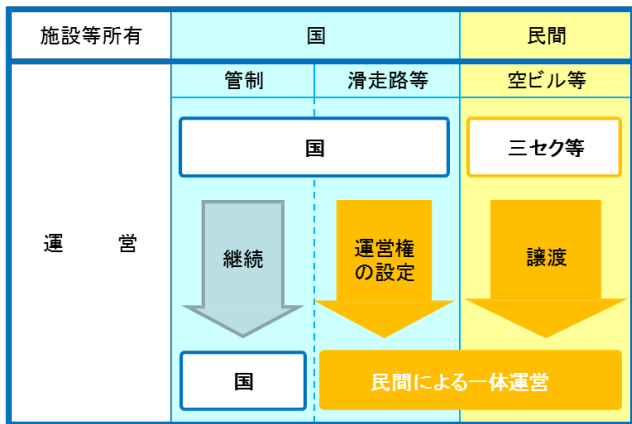 施設等所有
国
民間
管制
滑走路等
空ビル等
国
三セク等
運 営
継続
運営権
の設定
譲渡
国
民間による一体運営